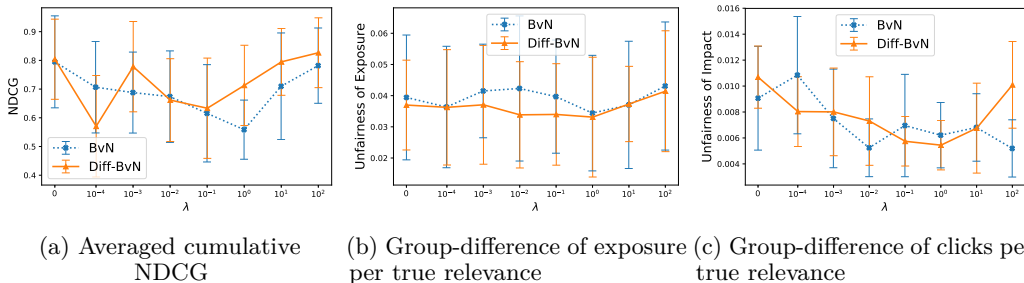 0.9
0.8
0.7
0.6
0.5
0.4
NDCG
BvN
Diff-BvN
0 10⁻⁴ 10⁻³ 10⁻² 10⁻¹ 10⁰ 10¹ 10²
λ
(a) Averaged cumulative
NDCG
0.06
0.05
0.04
0.03
0.02
Unfairness of Exposure
BvN
Diff-BvN
0 10⁻⁴ 10⁻³ 10⁻² 10⁻¹ 10⁰ 10¹ 10²
λ
(b) Group-difference of exposure
per true relevance
0.016
0.014
0.012
0.010
0.008
0.006
0.004
Unfairness of Impact
BvN
Diff-BvN
0 10⁻⁴ 10⁻³ 10⁻² 10⁻¹ 10⁰ 10¹ 10²
λ
(c) Group-difference of clicks pe
true relevance